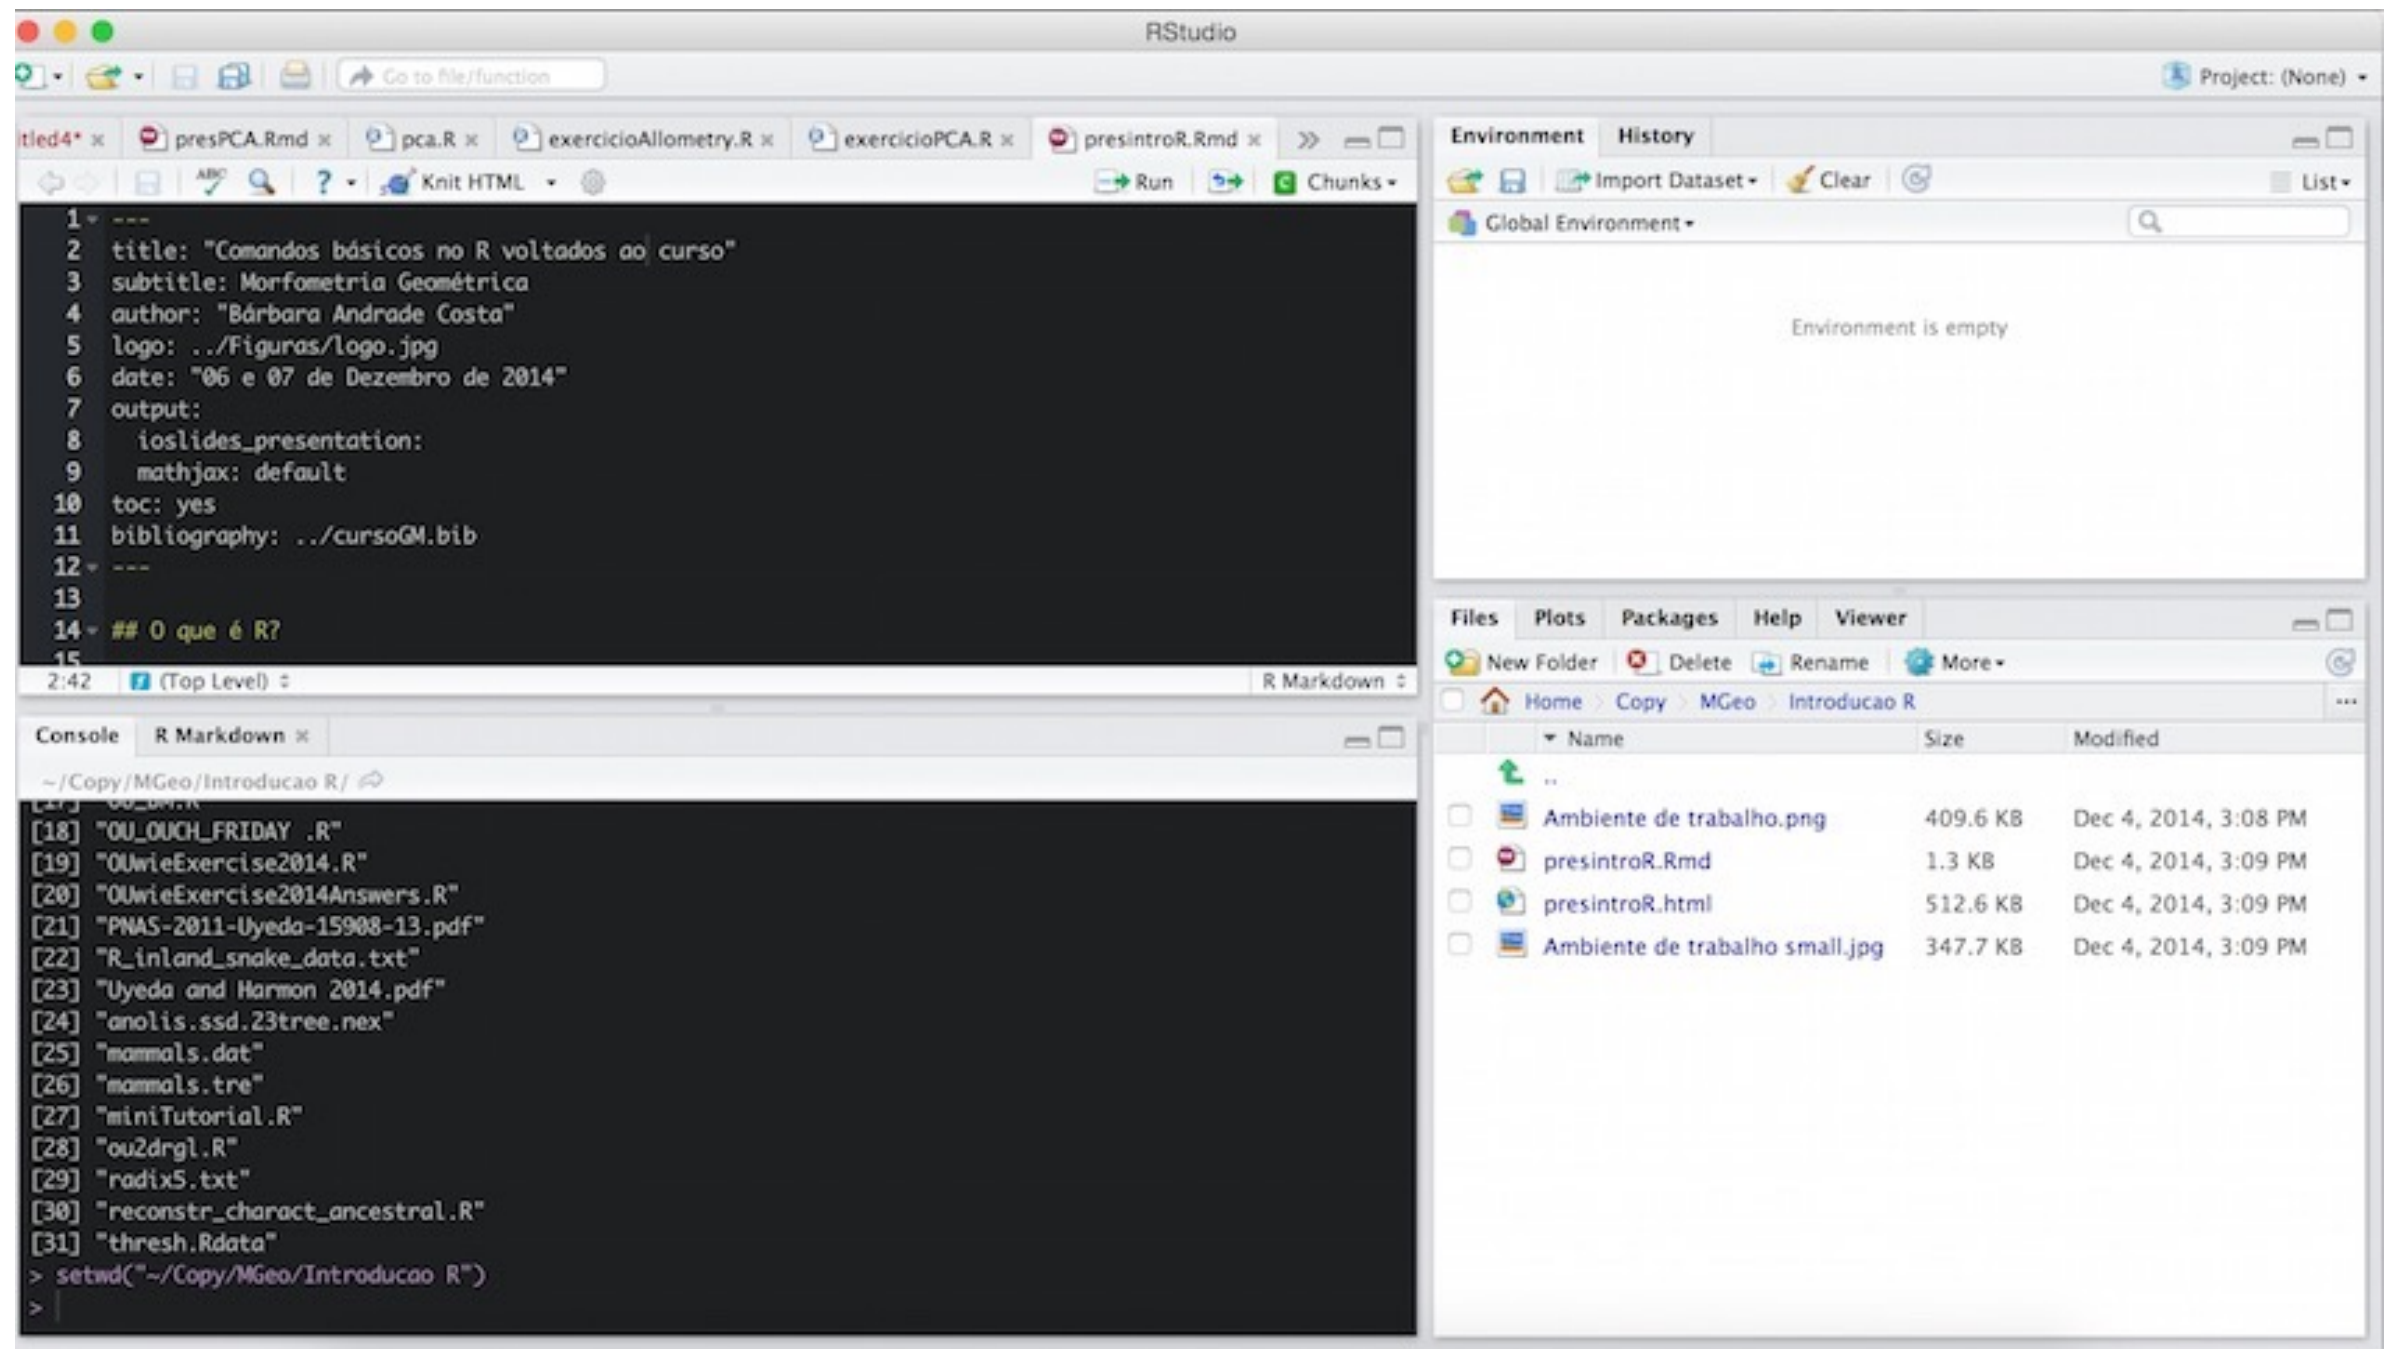 RStudio
Go to file/function
Project: (None)
itled4* presPCA.Rmd pca.R exercicioAllometry.R exercicioPCA.R presintroR.Rmd
ABC ? Knit HTML Run Chunks
1 ---
2 title: "Comandos básicos no R voltados ao curso"
3 subtitle: Morfometria Geométrica
4 author: "Bárbara Andrade Costa"
5 logo: ../Figuras/logo.jpg
6 date: "06 e 07 de Dezembro de 2014"
7 output:
8 ioslides_presentation:
9 mathjax: default
10 toc: yes
11 bibliography: ../cursoGM.bib
12 ---
13
14 ## O que é R?
15
2:42 (Top Level) R Markdown
Console R Markdown
~/Copy/MGeo/Introducao R/
[17] "OU_BM.R
[18] "OU_OUCH_FRIDAY .R"
[19] "OUwieExercise2014.R"
[20] "OUwieExercise2014Answers.R"
[21] "PNAS-2011-Uyeda-15908-13.pdf"
[22] "R_inland_snake_data.txt"
[23] "Uyeda and Harmon 2014.pdf"
[24] "anolis.ssd.23tree.nex"
[25] "mammals.dat"
[26] "mammals.tre"
[27] "miniTutorial.R"
[28] "ou2drgl.R"
[29] "radix5.txt"
[30] "reconstr_charact_ancestral.R"
[31] "thresh.Rdata"
> setwd("~/Copy/MGeo/Introducao R")
>
Environment History
Import Dataset Clear List
Global Environment
Environment is empty
Files Plots Packages Help Viewer
New Folder Delete Rename More
Home Copy MGeo Introducao R ...
Name Size Modified
..
Ambiente de trabalho.png 409.6 KB Dec 4, 2014, 3:08 PM
presintroR.Rmd 1.3 KB Dec 4, 2014, 3:09 PM
presintroR.html 512.6 KB Dec 4, 2014, 3:09 PM
Ambiente de trabalho small.jpg 347.7 KB Dec 4, 2014, 3:09 PM